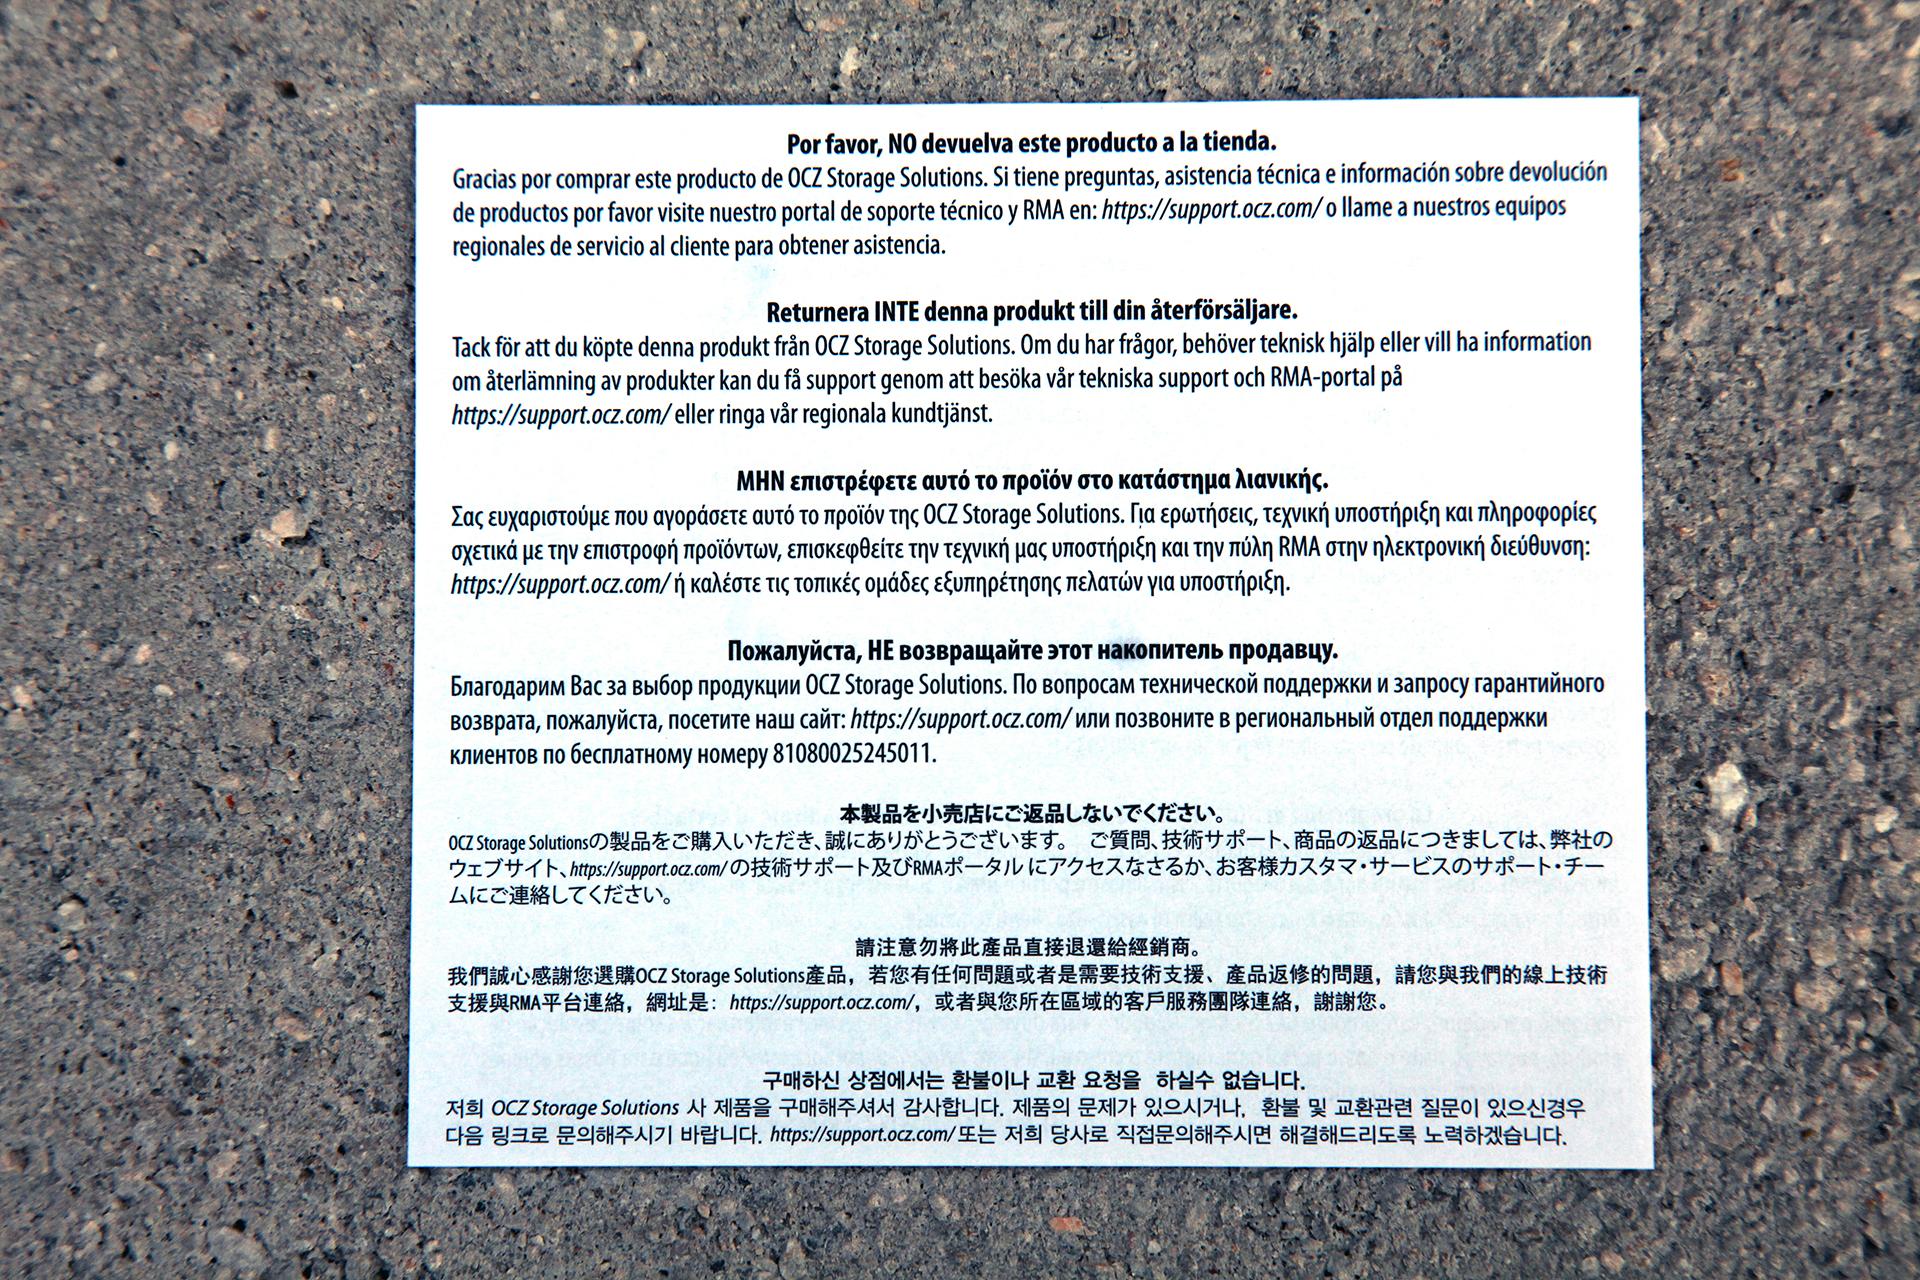 Por favor, NO devuelva este producto a la tienda.
Gracias por comprar este producto de OCZ Storage Solutions. Si tiene preguntas, asistencia técnica e información sobre devolución
de productos por favor visite nuestro portal de soporte técnico y RMA en: https://support.ocz.com/ o llame a nuestros equipos
regionales de servicio al cliente para obtener asistencia.
Returnera INTE denna produkt till din återförsäljare.
Tack för att du köpte denna produkt från OCZ Storage Solutions. Om du har frågor, behöver teknisk hjälp eller vill ha information
om återlämning av produkter kan du få support genom att besöka vår tekniska support och RMA-portal på
https://support.ocz.com/ eller ringa vår regionala kundtjänst.
ΜΗΝ επιστρέφετε αυτό το προϊόν στο κατάστημα λιανικής.
Σας ευχαριστούμε που αγοράσετε αυτό το προϊόν της OCZ Storage Solutions. Για ερωτήσεις, τεχνική υποστήριξη και πληροφορίες
σχετικά με την επιστροφή προϊόντων, επισκεφθείτε την τεχνική μας υποστήριξη και την πύλη RMA στην ηλεκτρονική διεύθυνση:
https://support.ocz.com/ ή καλέστε τις τοπικές ομάδες εξυπηρέτησης πελατών για υποστήριξη.
Пожалуйста, НЕ возвращайте этот накопитель продавцу.
Благодарим Вас за выбор продукции OCZ Storage Solutions. По вопросам технической поддержки и запросу гарантийного
возврата, пожалуйста, посетите наш сайт: https://support.ocz.com/ или позвоните в региональный отдел поддержки
клиентов по бесплатному номеру 81080025245011.
本製品を小売店にご返品しないでください。
OCZ Storage Solutionsの製品をご購入いただき、誠にありがとうございます。 ご質問、技術サポート、商品の返品につきましては、弊社の
ウェブサイト、https://support.ocz.com/ の技術サポート及びRMAポータル にアクセスなさるか、お客様カスタマ・サービスのサポート・チー
ムにご連絡してください。
請注意勿將此產品直接退還給經銷商。
我們誠心感謝您選購OCZ Storage Solutions產品，若您有任何問題或者是需要技術支援、產品返修的問題，請您與我們的線上技術
支援與RMA平台連絡，網址是：https://support.ocz.com/，或者與您所在區域的客戶服務團隊連絡，謝謝您。
구매하신 상점에서는 환불이나 교환 요청을 하실수 없습니다.
저희 OCZ Storage Solutions 사 제품을 구매해주셔서 감사합니다. 제품의 문제가 있으시거나, 환불 및 교환관련 질문이 있으신경우
다음 링크로 문의해주시기 바랍니다. https://support.ocz.com/ 또는 저희 당사로 직접문의해주시면 해결해드리도록 노력하겠습니다.